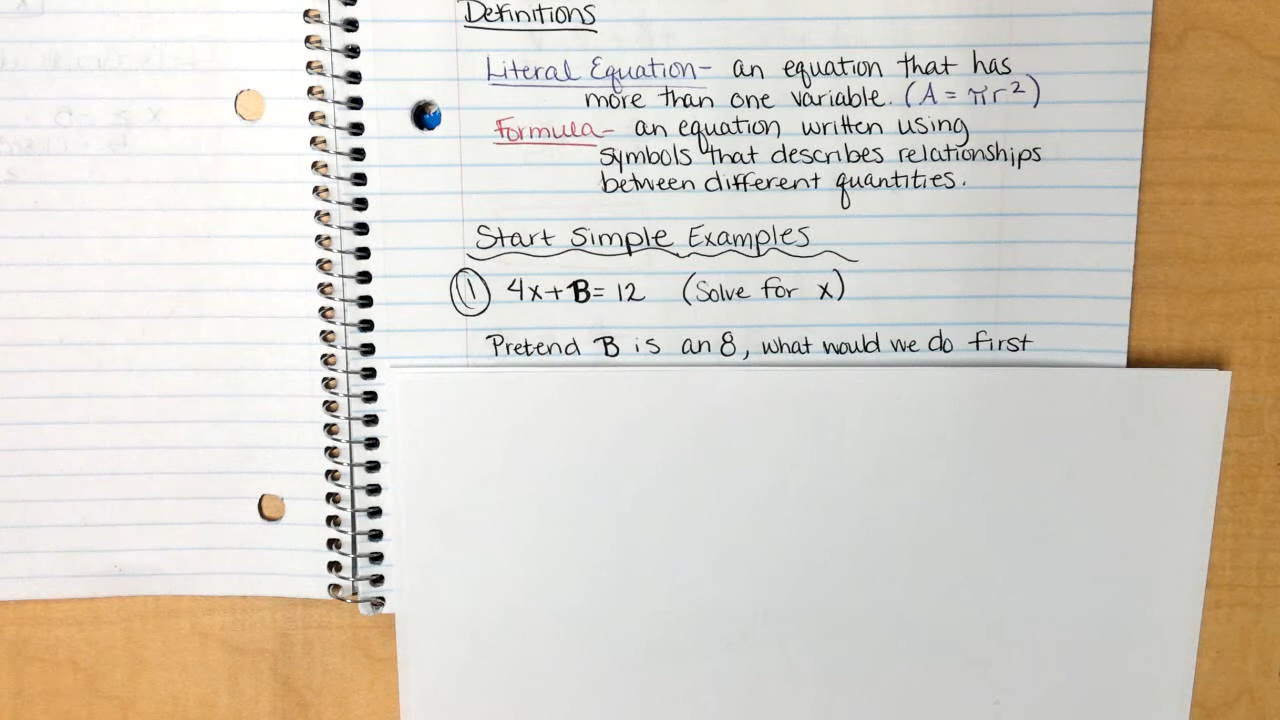 Definitions
Literal Equation- an equation that has
more than one variable. (A = πr²)
Formula- an equation written using
symbols that describes relationships
between different quantities.
Start Simple Examples
① 4x+B=12 (Solve for x)
Pretend B is an 8, what would we do first